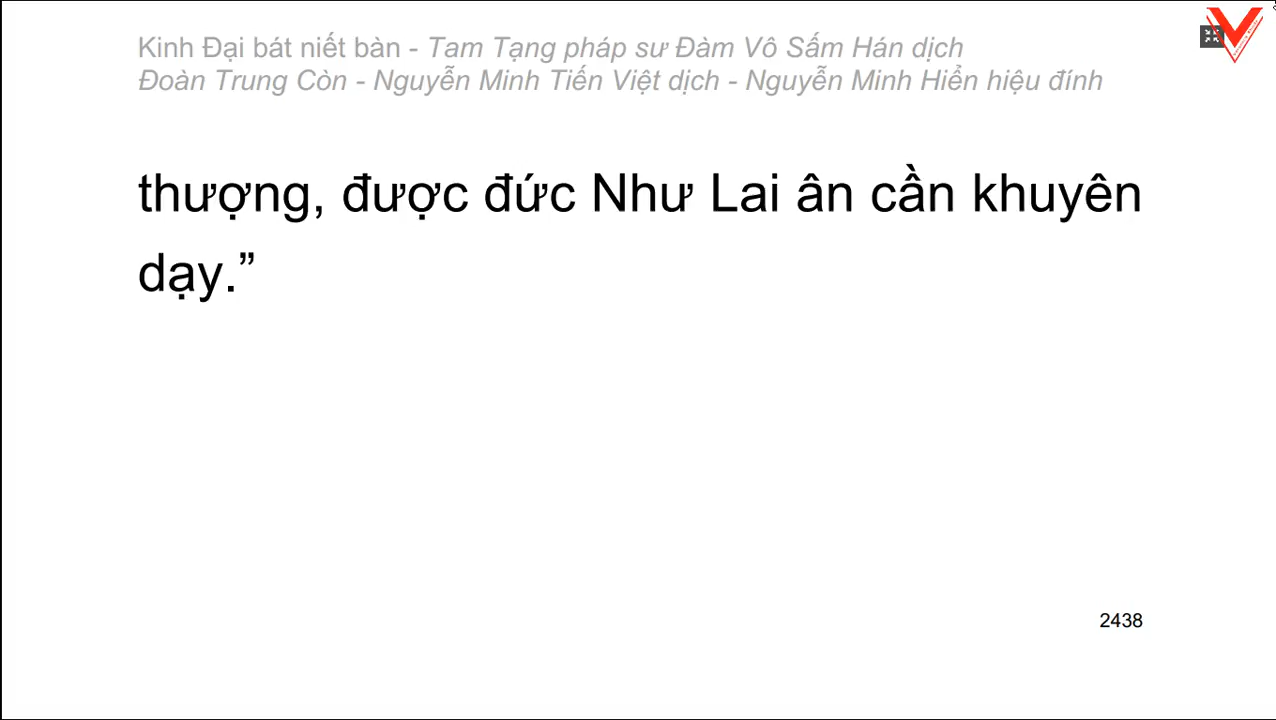 Kinh Đại bát niết bàn - Tam Tạng pháp sư Đàm Vô Sấm Hán dịch
Đoàn Trung Còn - Nguyễn Minh Tiến Việt dịch - Nguyễn Minh Hiển hiệu đính
thượng, được đức Như Lai ân cần khuyên
dạy.”
2438